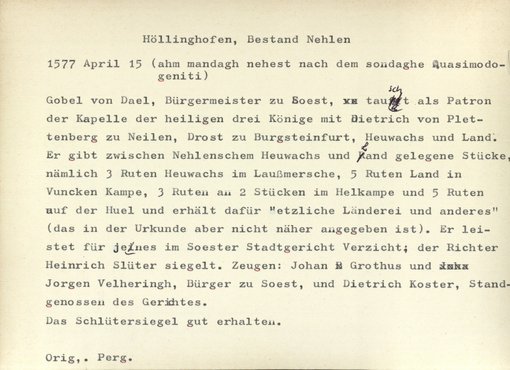 Höllinghofen, Bestand Nehlen
1577 April 15 (ahm mandagh nehest nach dem sondaghe Quasimodo-
geniti)
Gobel von Dael, Bürgermeister zu Soest, tauscht als Patron
der Kapelle der heiligen drei Könige mit Dietrich von Plet-
tenberg zu Neilen, Drost zu Burgsteinfurt, Heuwachs und Land.
Er gibt zwischen Nehlenschem Heuwachs und Land gelegene Stücke,
nämlich 3 Ruten Heuwachs im Laußmersche, 5 Ruten Land in
Vuncken Kampe, 3 Ruten an 2 Stücken im Helkampe und 5 Ruten
auf der Huel und erhält dafür "etzliche Länderei und anderes"
(das in der Urkunde aber nicht näher angegeben ist). Er lei-
stet für jenes im Soester Stadtgericht Verzicht; der Richter
Heinrich Slüter siegelt. Zeugen: Johan Grothus und
Jorgen Velheringh, Bürger zu Soest, und Dietrich Koster, Stand-
genossen des Gerichtes.
Das Schlütersiegel gut erhalten.
Orig,. Perg.